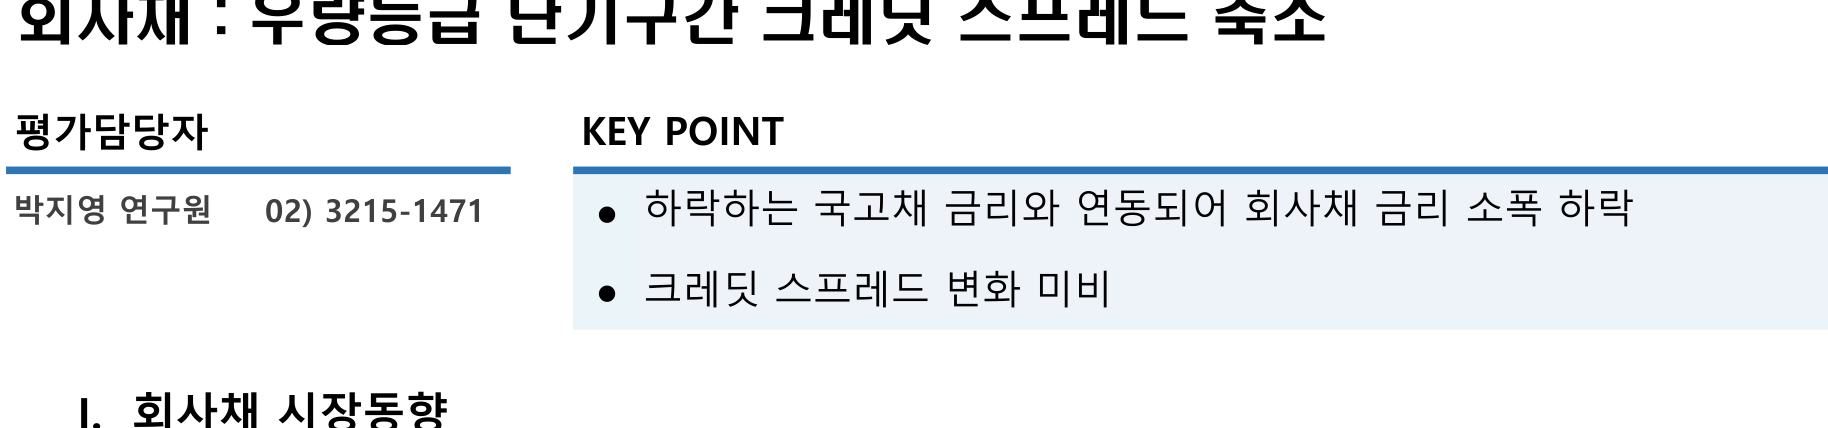 회사채 : 우량등급 단기구간 크레딧 스프레드 축소
평가담당자
박지영 연구원 02) 3215-1471
KEY POINT
● 하락하는 국고채 금리와 연동되어 회사채 금리 소폭 하락
● 크레딧 스프레드 변화 미비
I. 회사채 시장동향